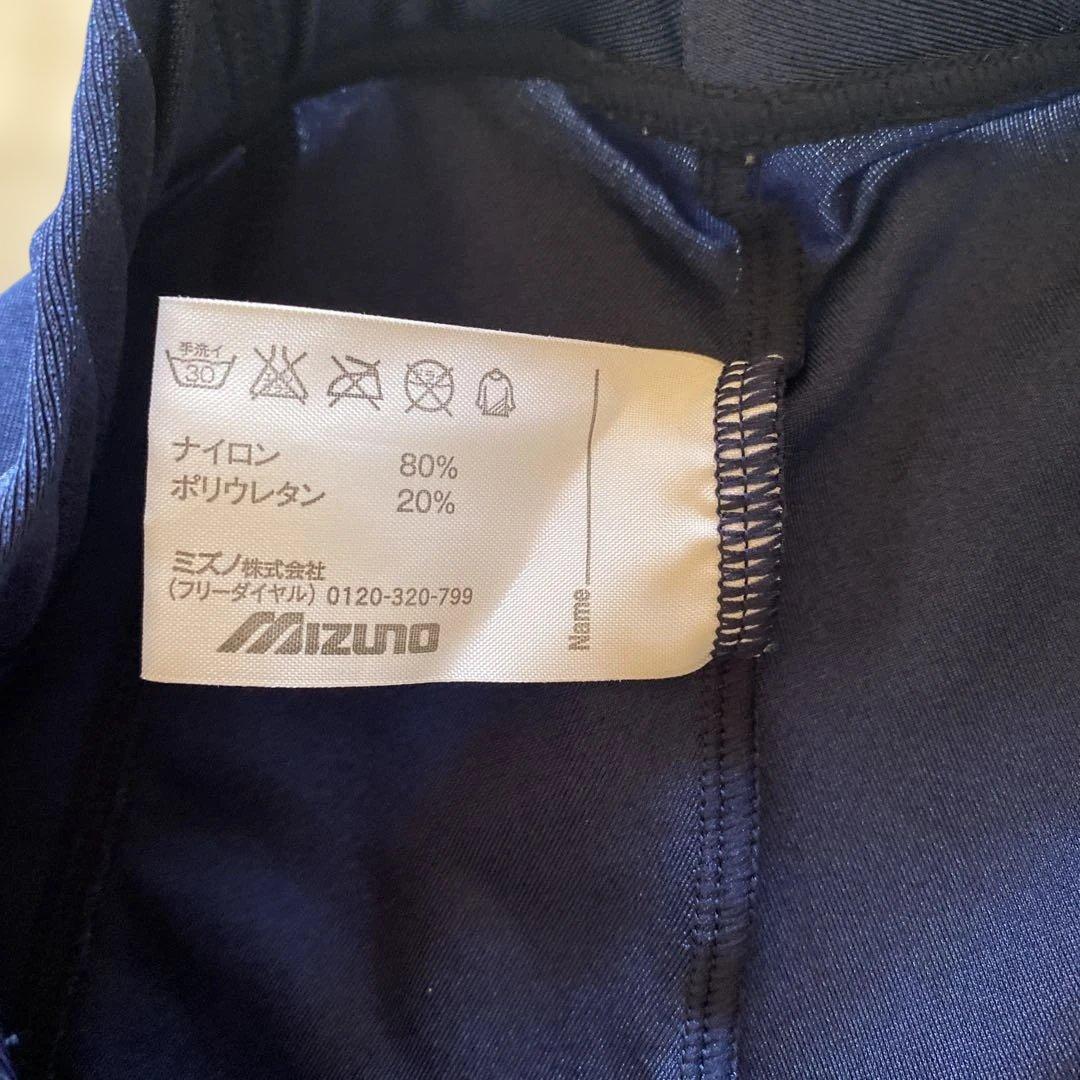 手洗イ
30
ナイロン 80%
ポリウレタン 20%
ミズノ株式会社
(フリーダイヤル) 0120-320-799
MIZUNO
Name